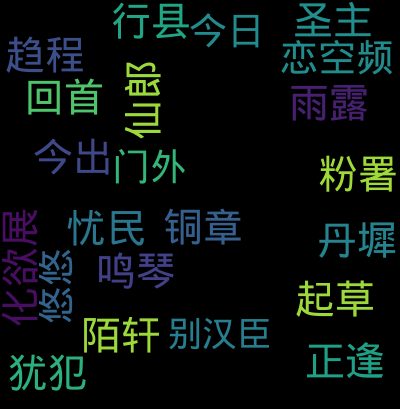 行县
今日
圣主
趋程
恋空频
回首
仙郎
雨露
今出
门外
粉署
化欲展
忧民
铜章
丹墀
悠悠
鸣琴
起草
陌轩
别汉臣
犹犯
正逢